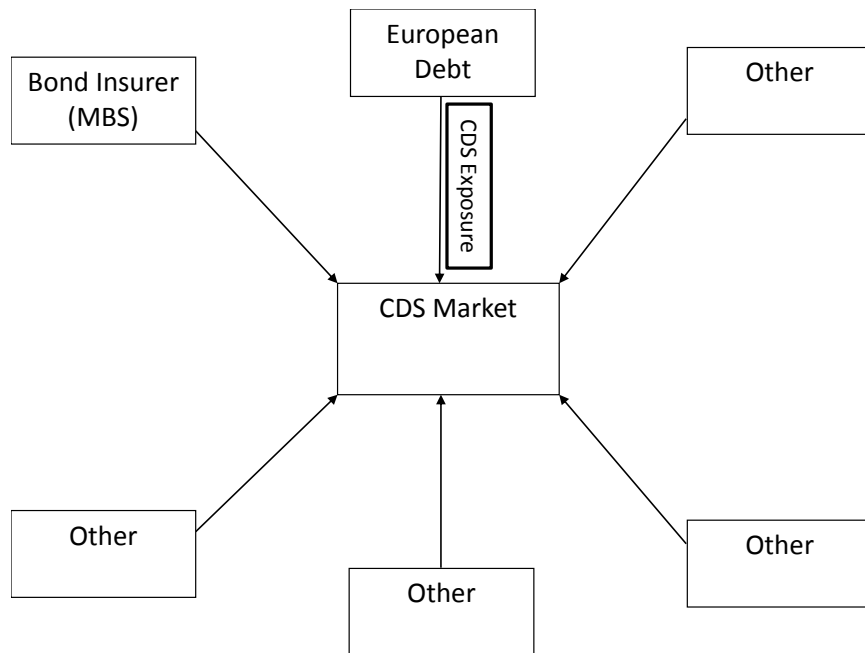 European
Debt
Bond Insurer
(MBS)
Other
CDS Exposure
CDS Market
Other
Other
Other